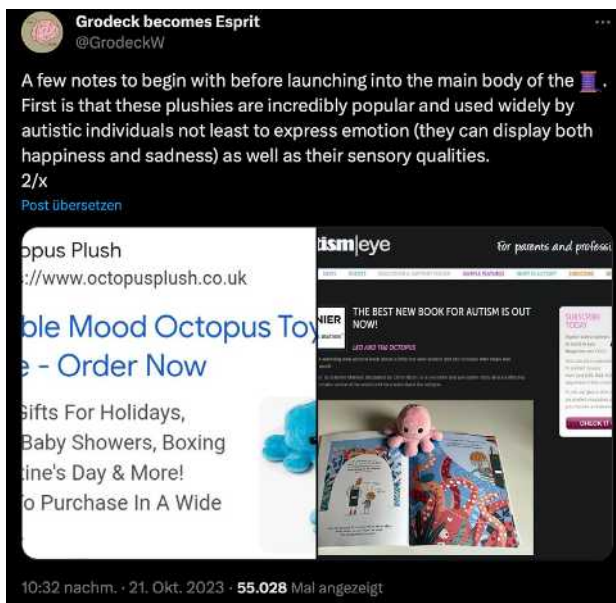 Grodeck becomes Esprit
@GrodeckW
A few notes to begin with before launching into the main body of the 🧵.
First is that these plushies are incredibly popular and used widely by
autistic individuals not least to express emotion (they can display both
happiness and sadness) as well as their sensory qualities.
2/x
Post übersetzen
opus Plush
://www.octopusplush.co.uk
ble Mood Octopus Toy
e - Order Now
Gifts For Holidays,
Baby Showers, Boxing
tine's Day & More!
o Purchase In A Wide
tism|eye
For parents and professi
THE BEST NEW BOOK FOR AUTISM IS OUT
NOW!
LEO AND THE OCTOPUS
SUBSCRIBE
TODAY
CHECK IT
10:32 nachm. · 21. Okt. 2023 · 55.028 Mal angezeigt